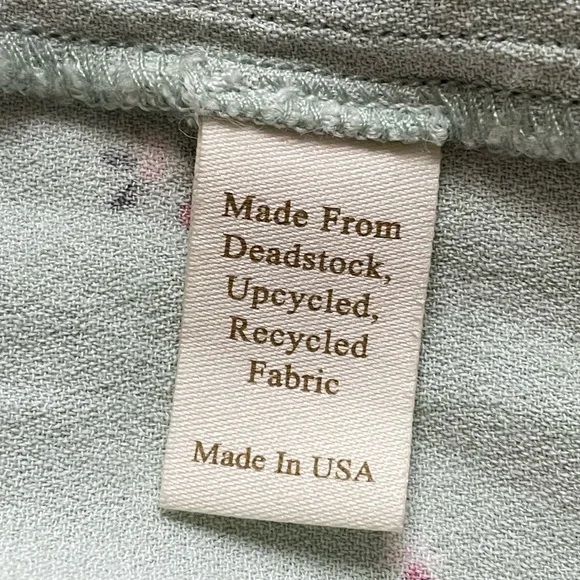 Made From
Deadstock,
Upcycled,
Recycled
Fabric
Made In USA